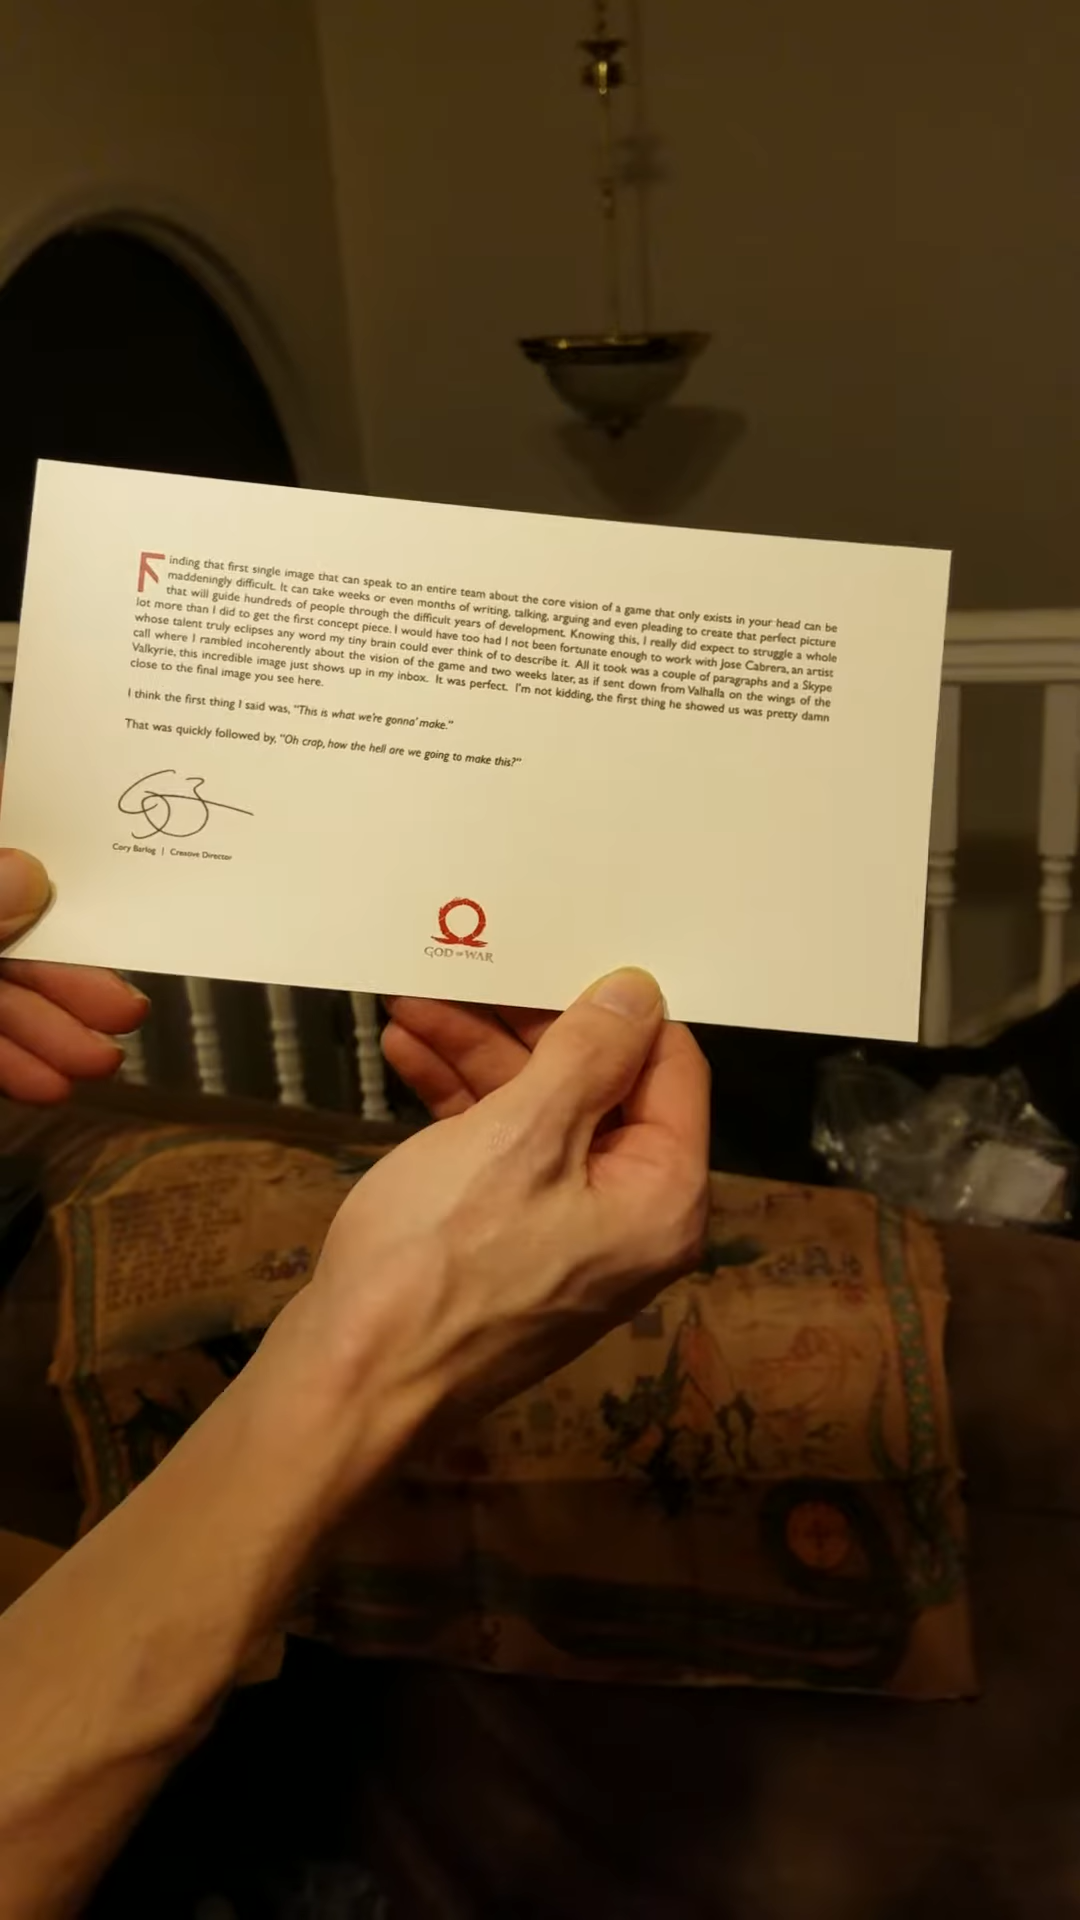 Finding that first single image that can speak to an entire team about the core vision of a game that only exists in your head can be
maddeningly difficult. It can take weeks or even months of writing, talking, arguing and even pleading to create that perfect picture
that will guide hundreds of people through the difficult years of development. Knowing this, I really did expect to struggle a whole
lot more than I did to get the first concept piece. I would have too had I not been fortunate enough to work with Jose Cabrera, an artist
whose talent truly eclipses any word my tiny brain could ever think of to describe it. All it took was a couple of paragraphs and a Skype
call where I rambled incoherently about the vision of the game and two weeks later, as if sent down from Valhalla on the wings of the
Valkyrie, this incredible image just shows up in my inbox. It was perfect. I'm not kidding, the first thing he showed us was pretty damn
close to the final image you see here.
I think the first thing I said was, "This is what we're gonna' make."
That was quickly followed by, "Oh crap, how the hell are we going to make this?"
Cory Barlog | Creative Director
GOD OF WAR